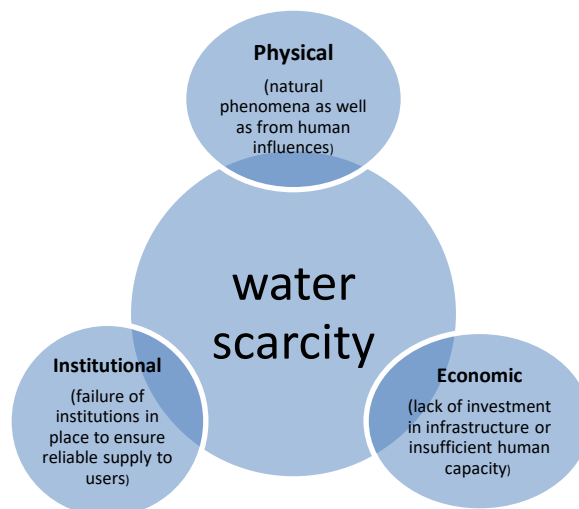 Physical
(natural
phenomena as well
as from human
influences)
water
scarcity
Institutional
(failure of
institutions in
place to ensure
reliable supply to
users)
Economic
(lack of investment
in infrastructure or
insufficient human
capacity)